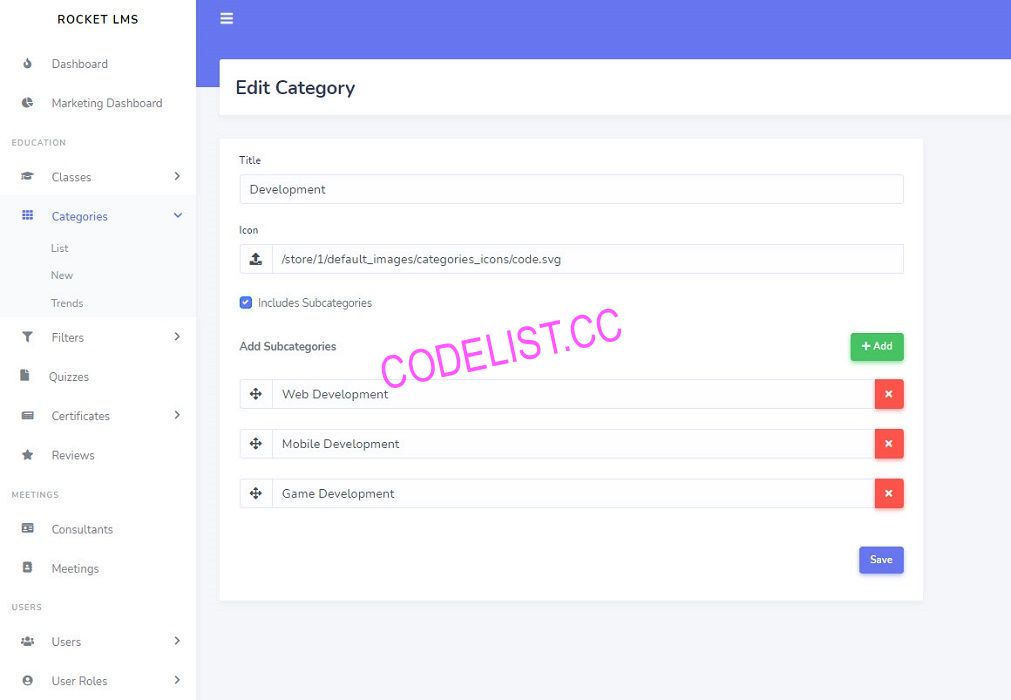 ROCKET LMS
Dashboard
Marketing Dashboard
EDUCATION
Classes
Categories
List
New
Trends
Filters
Quizzes
Certificates
Reviews
MEETINGS
Consultants
Meetings
USERS
Users
User Roles
Edit Category
Title
Development
Icon
/store/1/default_images/categories_icons/code.svg
Includes Subcategories
Add Subcategories
+ Add
CODELIST.CC
Web Development
Mobile Development
Game Development
Save